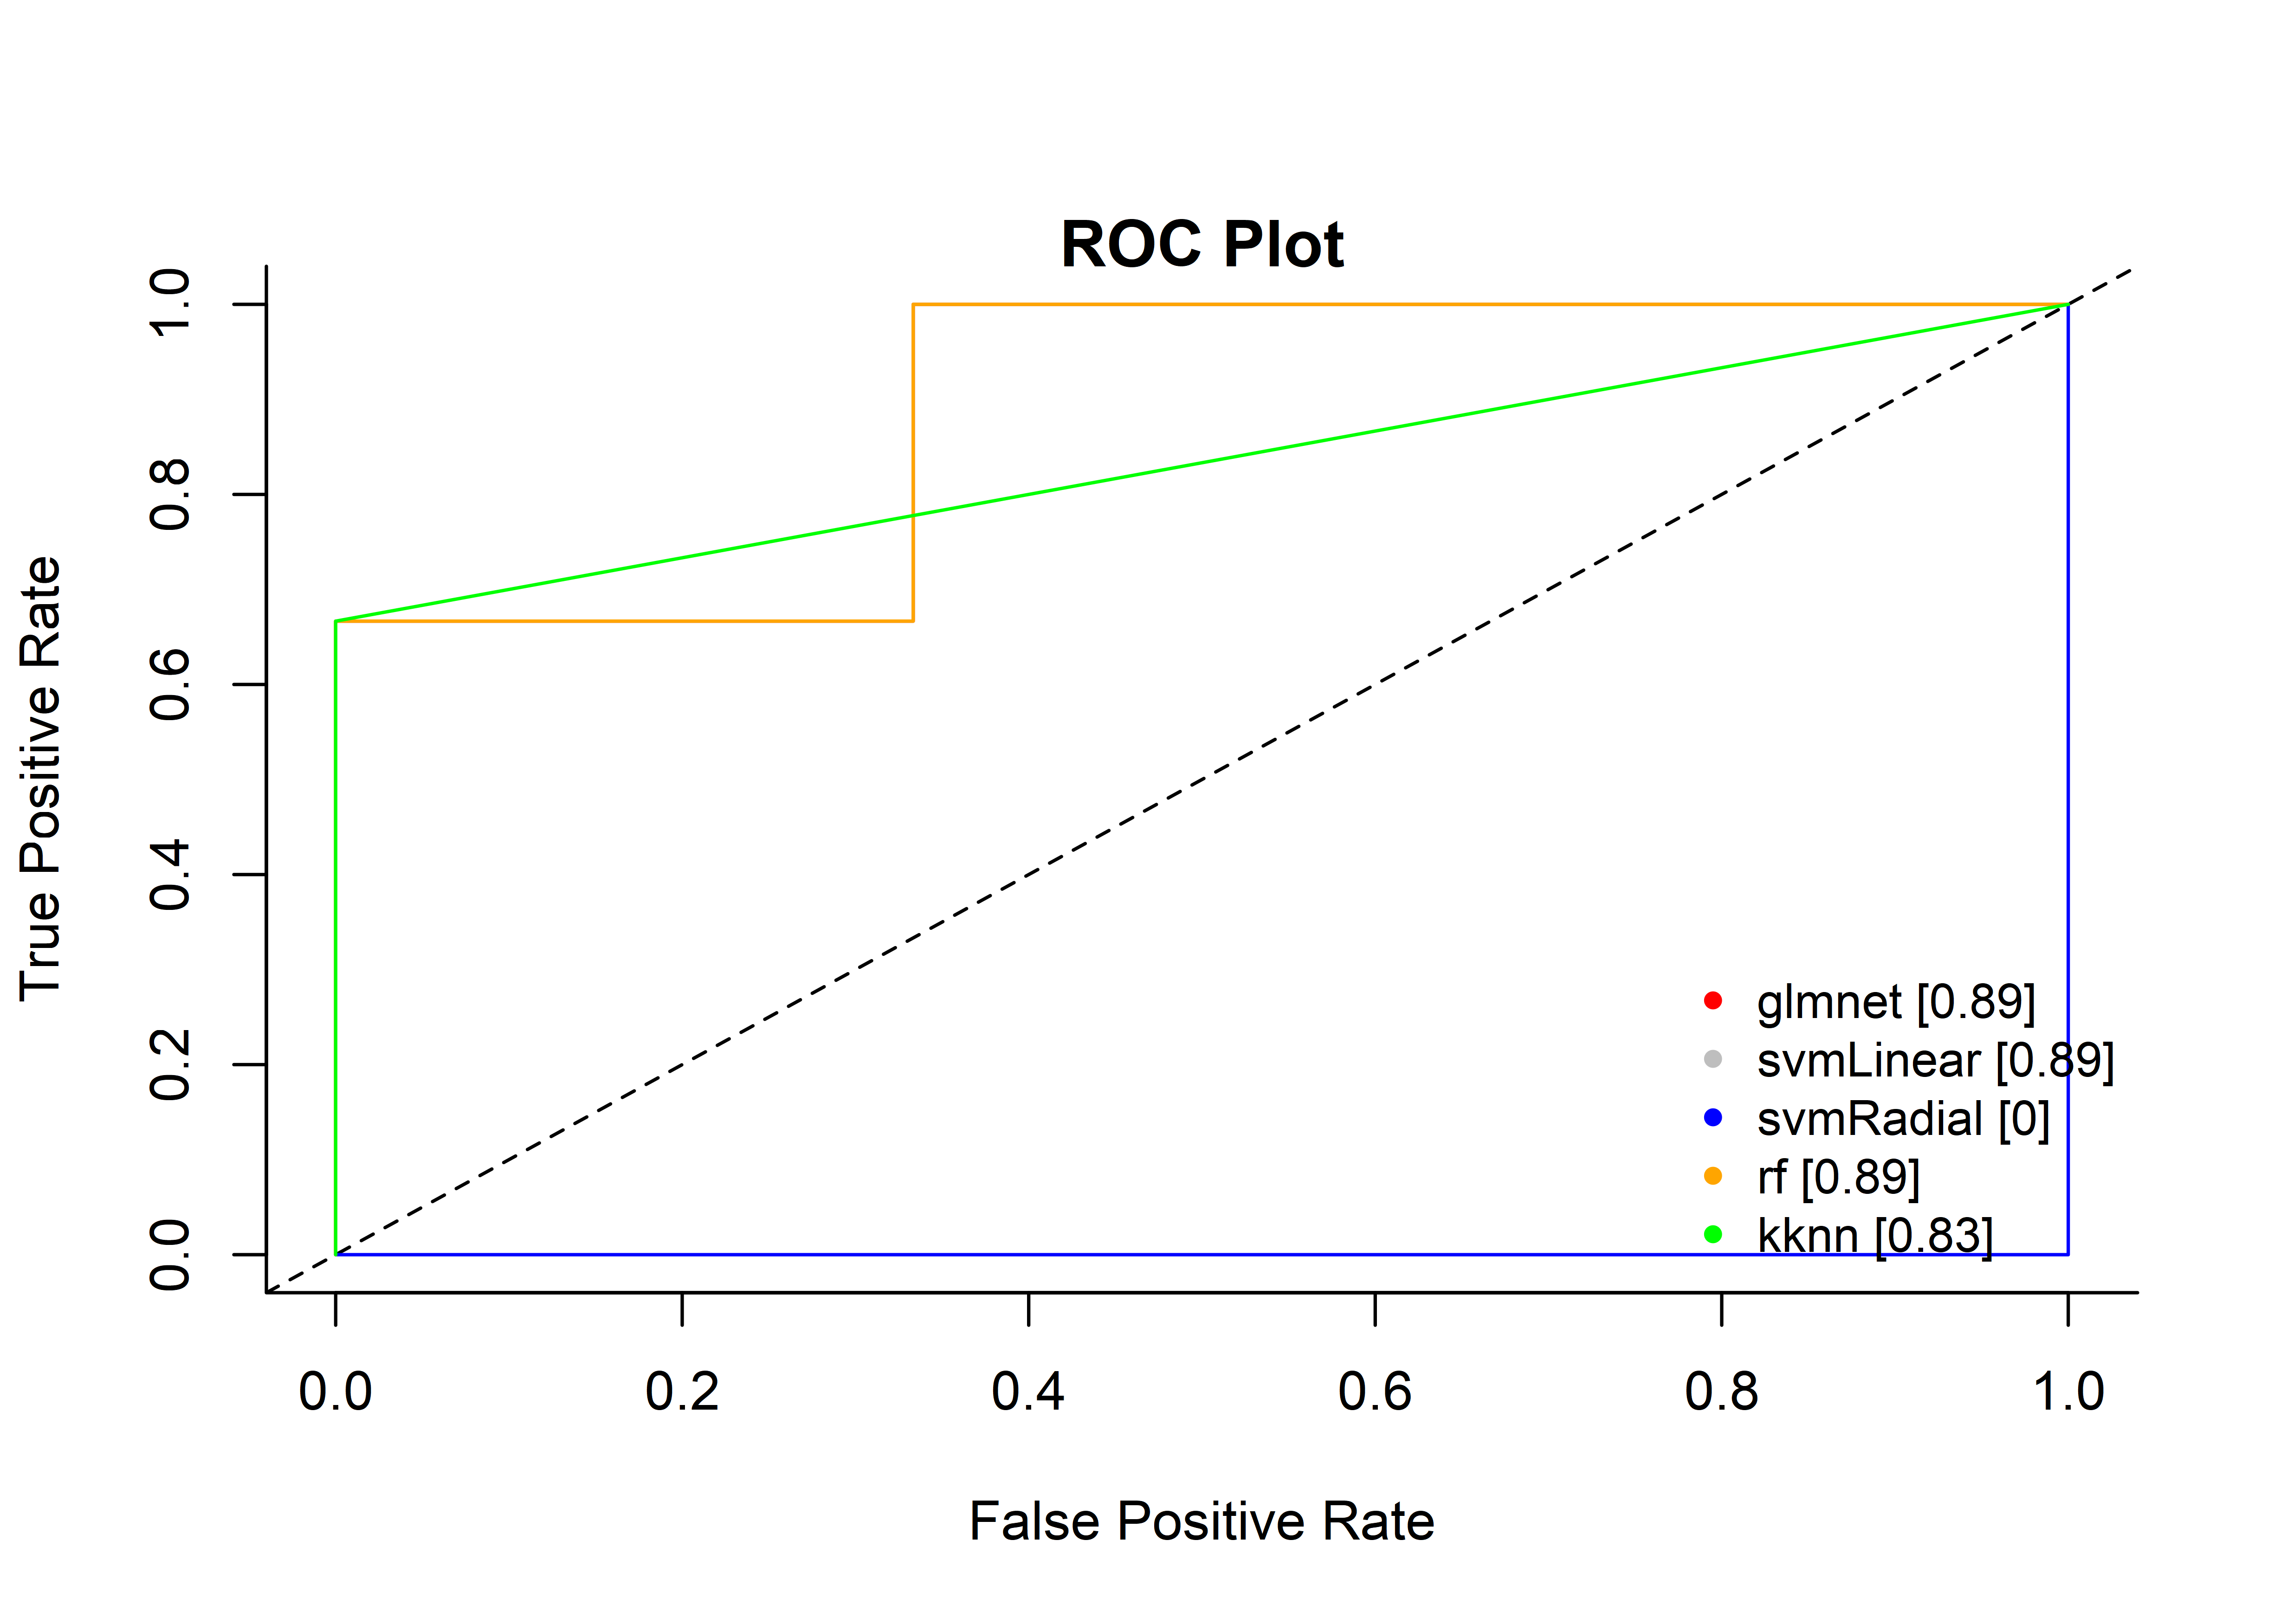 ROC Plot
True Positive Rate
1.0
0.8
0.6
0.4
0.2
0.0
glmnet [0.89]
svmLinear [0.89]
svmRadial [0]
rf [0.89]
kknn [0.83]
0.0 0.2 0.4 0.6 0.8 1.0
False Positive Rate